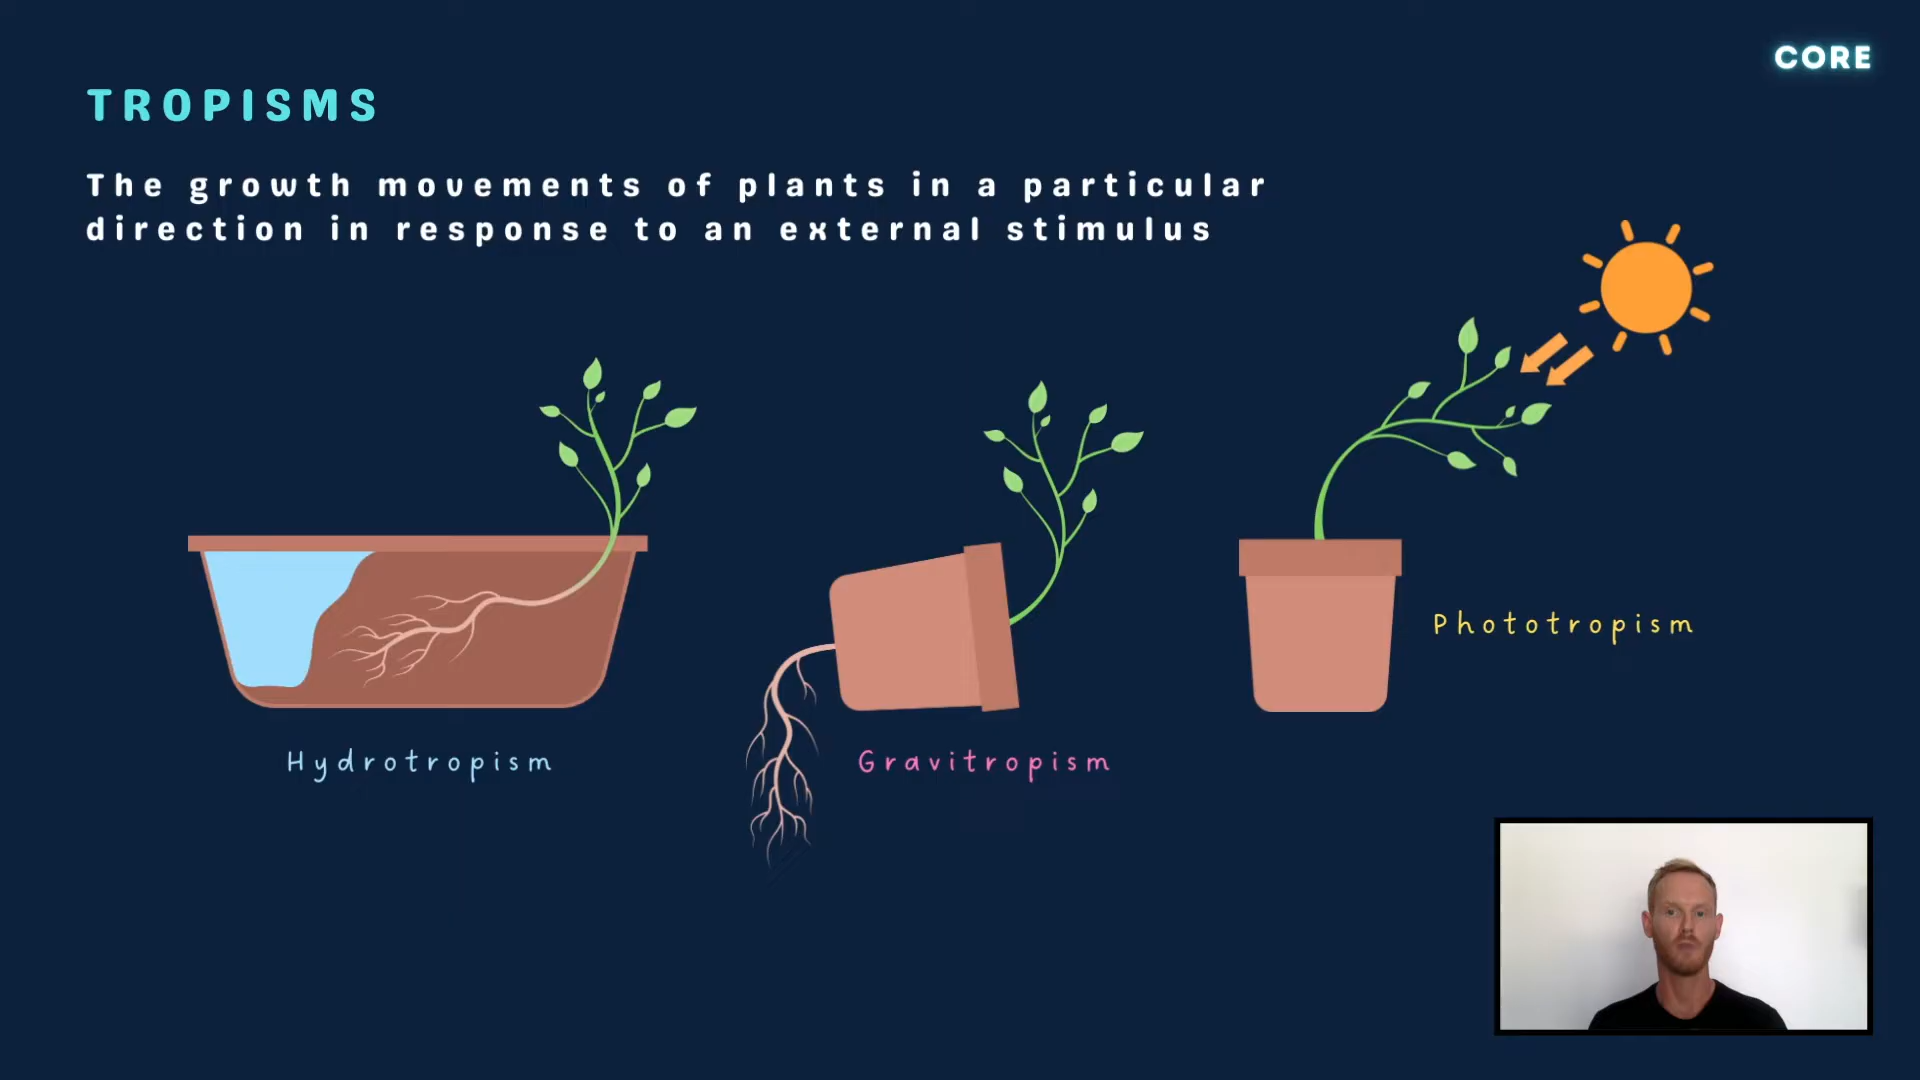 CORE
TROPISMS
The growth movements of plants in a particular
direction in response to an external stimulus
Phototropism
Hydrotropism
Gravitropism